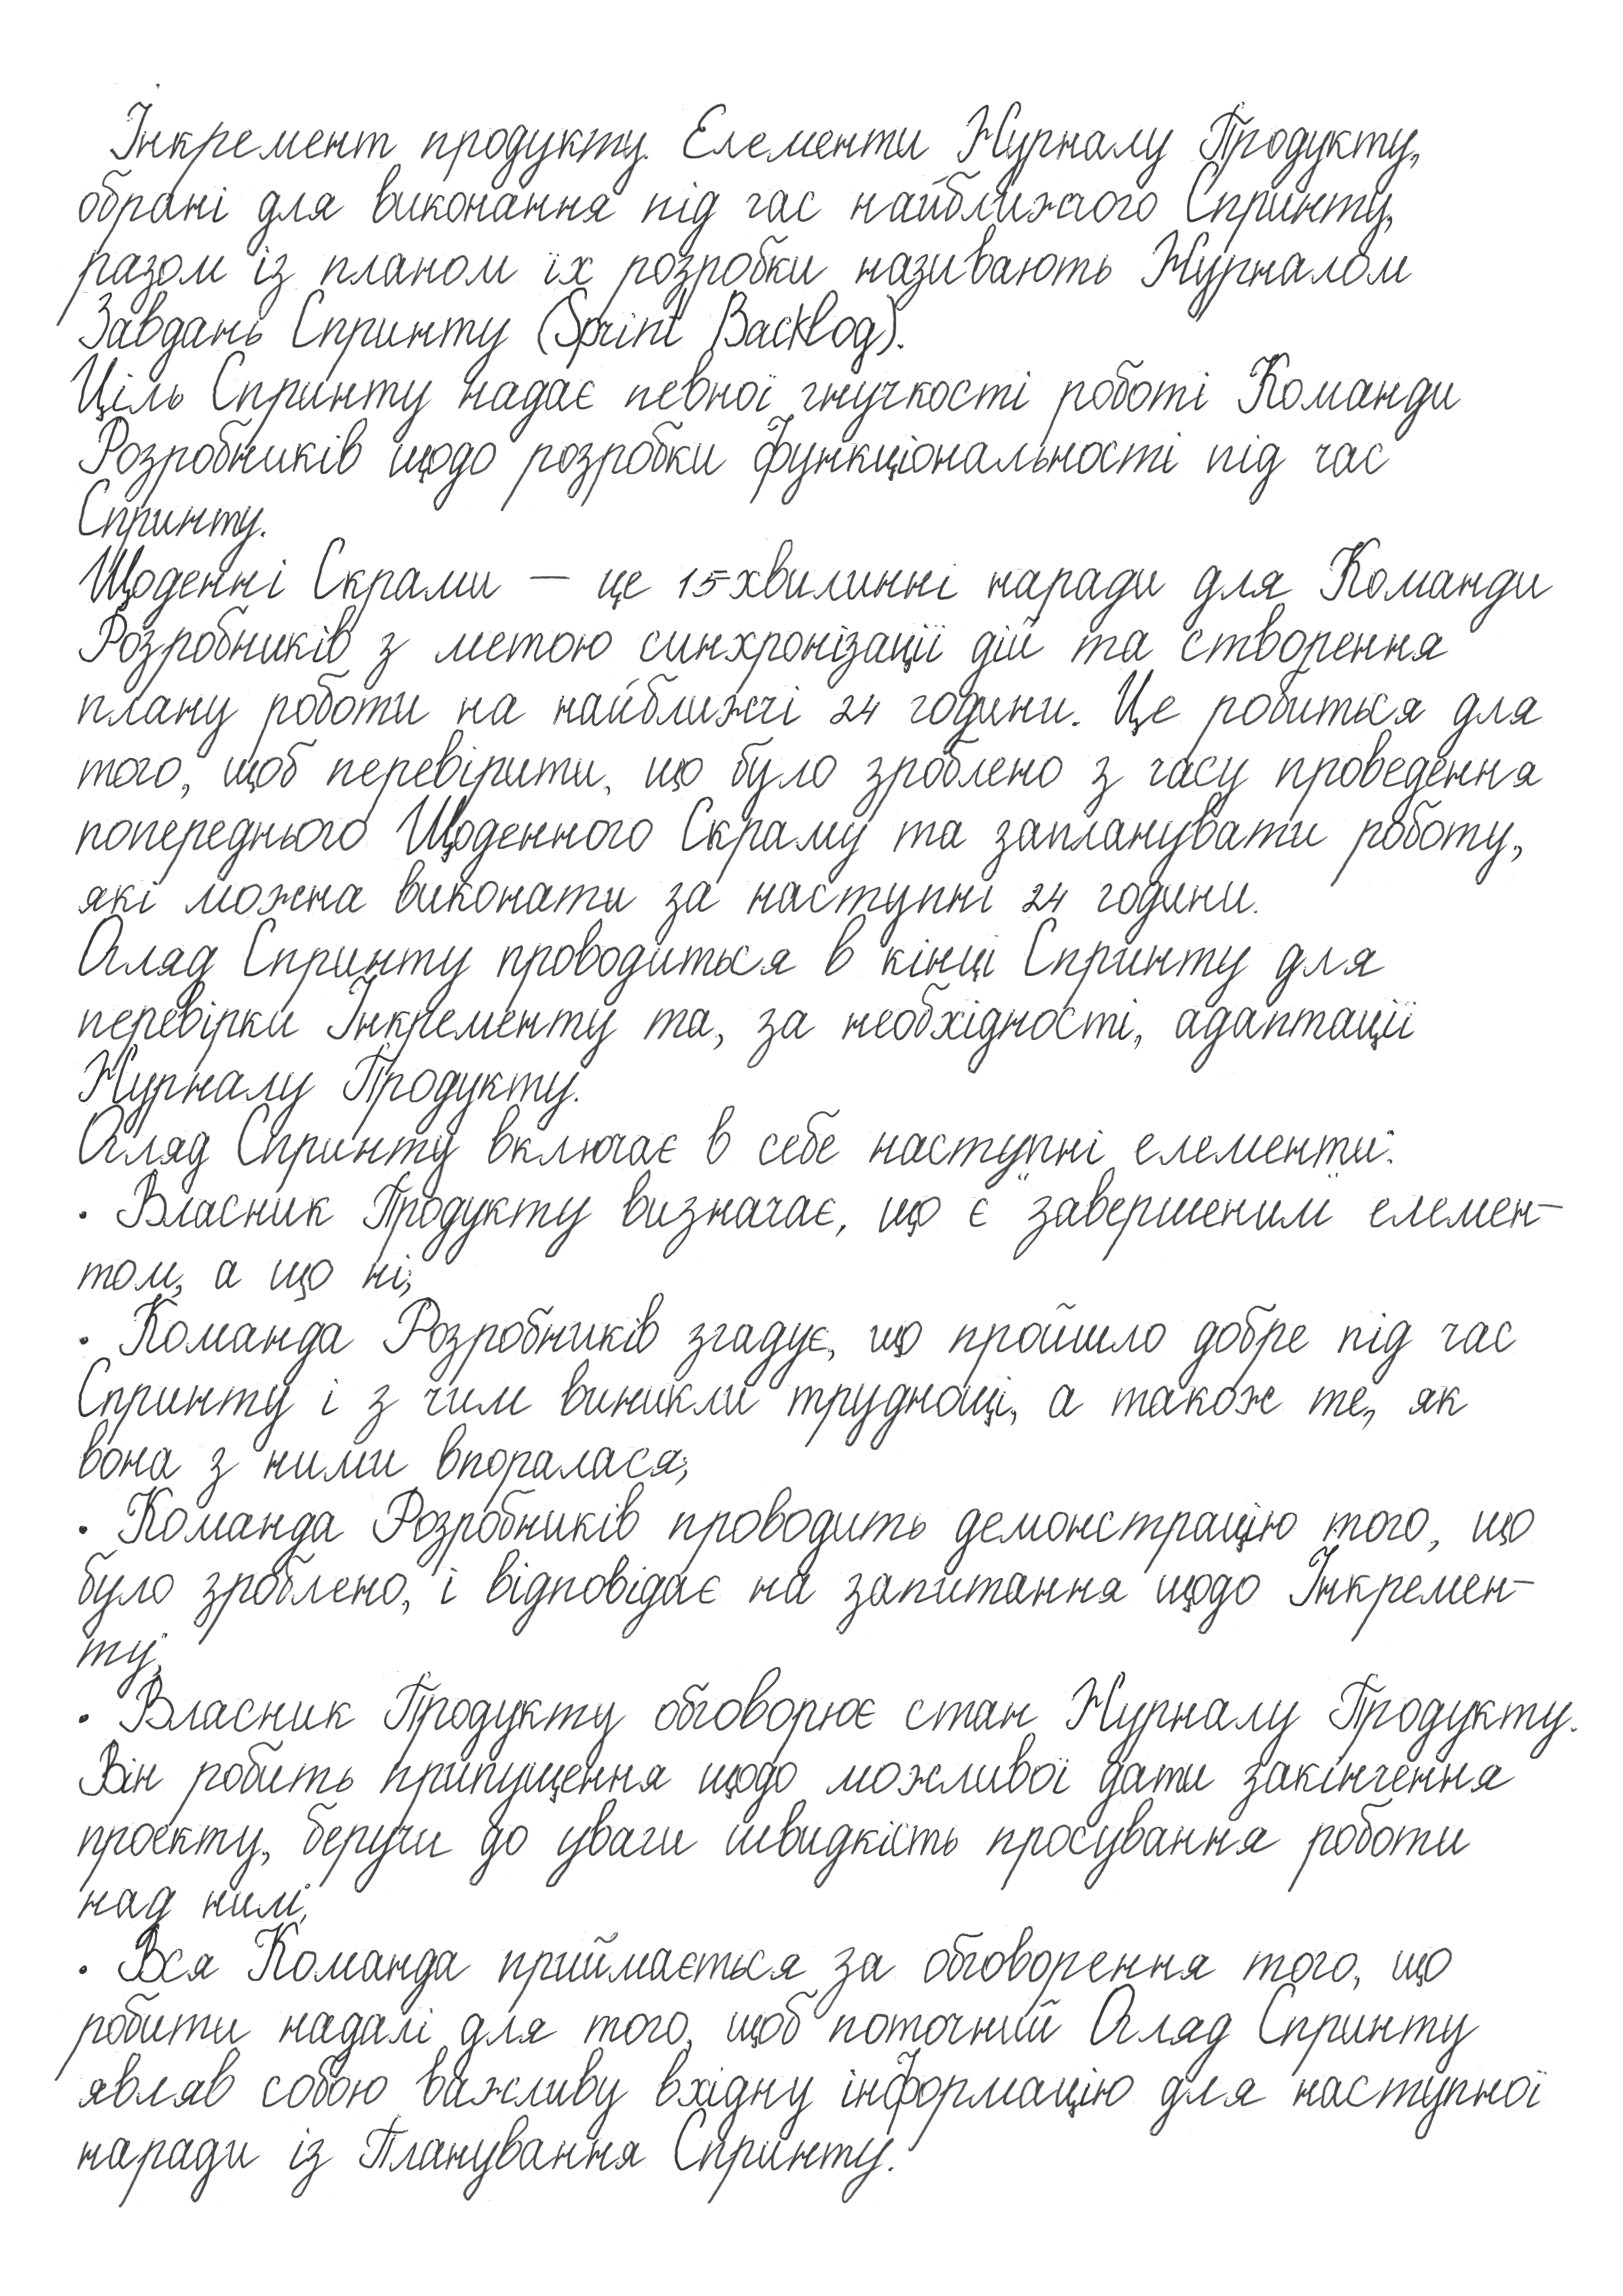 Інкремент продукту. Елементи Журналу Продукту,
обрані для виконання під час найближчого Спринту,
разом із планом їх розробки називають Журналом
Завдань Спринту (Sprint Backlog).
Ціль Спринту надає певної гнучкості роботі Команди
Розробників щодо розробки функціональності під час
Спринту.
Щоденні Скрами — це 15-хвилинні наради для Команди
Розробників з метою синхронізації дій та створення
плану роботи на найближчі 24 години. Це робиться для
того, щоб перевірити, що було зроблено з часу проведення
попереднього Щоденного Скраму та запланувати роботу,
які можна виконати за наступні 24 години.
Огляд Спринту проводиться в кінці Спринту для
перевірки Інкременту та, за необхідності, адаптації
Журналу Продукту.
Огляд Спринту включає в себе наступні елементи:
• Власник Продукту визначає, що є "завершеним" елемен-
том, а що ні;
• Команда Розробників згадує, що пройшло добре під час
Спринту і з чим виникли труднощі, а також те, як
вона з ними впоралася;
• Команда Розробників проводить демонстрацію того, що
було зроблено, і відповідає на запитання щодо Інкремен-
ту;
• Власник Продукту обговорює стан Журналу Продукту.
Він робить припущення щодо можливої дати закінчення
проекту, беручи до уваги швидкість просування роботи
над ним;
• Вся Команда приймається за обговорення того, що
робити надалі для того, щоб поточний Огляд Спринту
являв собою важливу вхідну інформацію для наступної
наради із Планування Спринту.